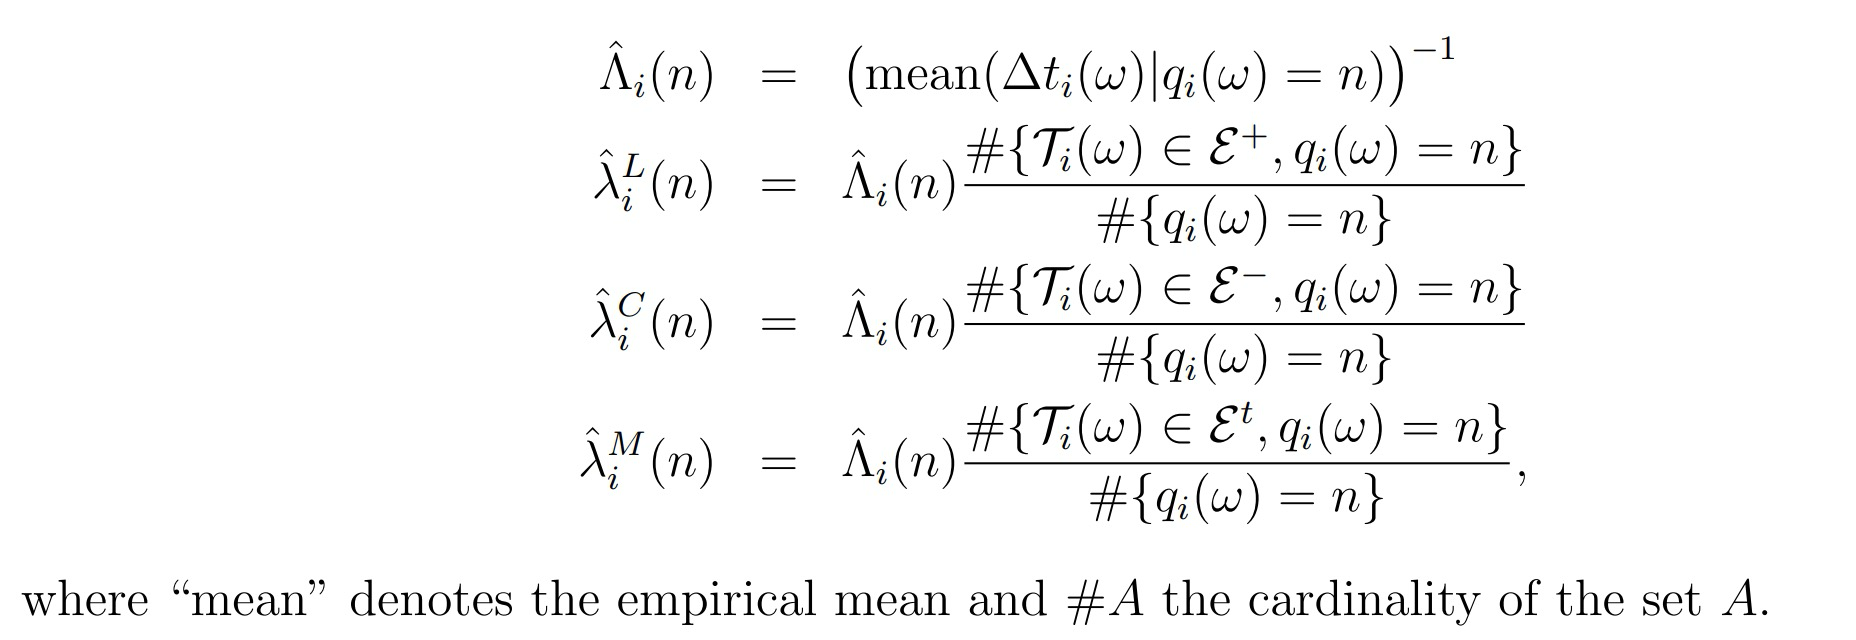 Λ̂ᵢ(n) = (mean(Δtᵢ(ω)|qᵢ(ω) = n))⁻¹
λ̂ᵢᴸ(n) = Λ̂ᵢ(n) #{𝒯ᵢ(ω) ∈ ℰ⁺, qᵢ(ω) = n} / #{qᵢ(ω) = n}
λ̂ᵢᶜ(n) = Λ̂ᵢ(n) #{𝒯ᵢ(ω) ∈ ℰ⁻, qᵢ(ω) = n} / #{qᵢ(ω) = n}
λ̂ᵢᴹ(n) = Λ̂ᵢ(n) #{𝒯ᵢ(ω) ∈ ℰᵗ, qᵢ(ω) = n} / #{qᵢ(ω) = n},
where “mean” denotes the empirical mean and #A the cardinality of the set A.